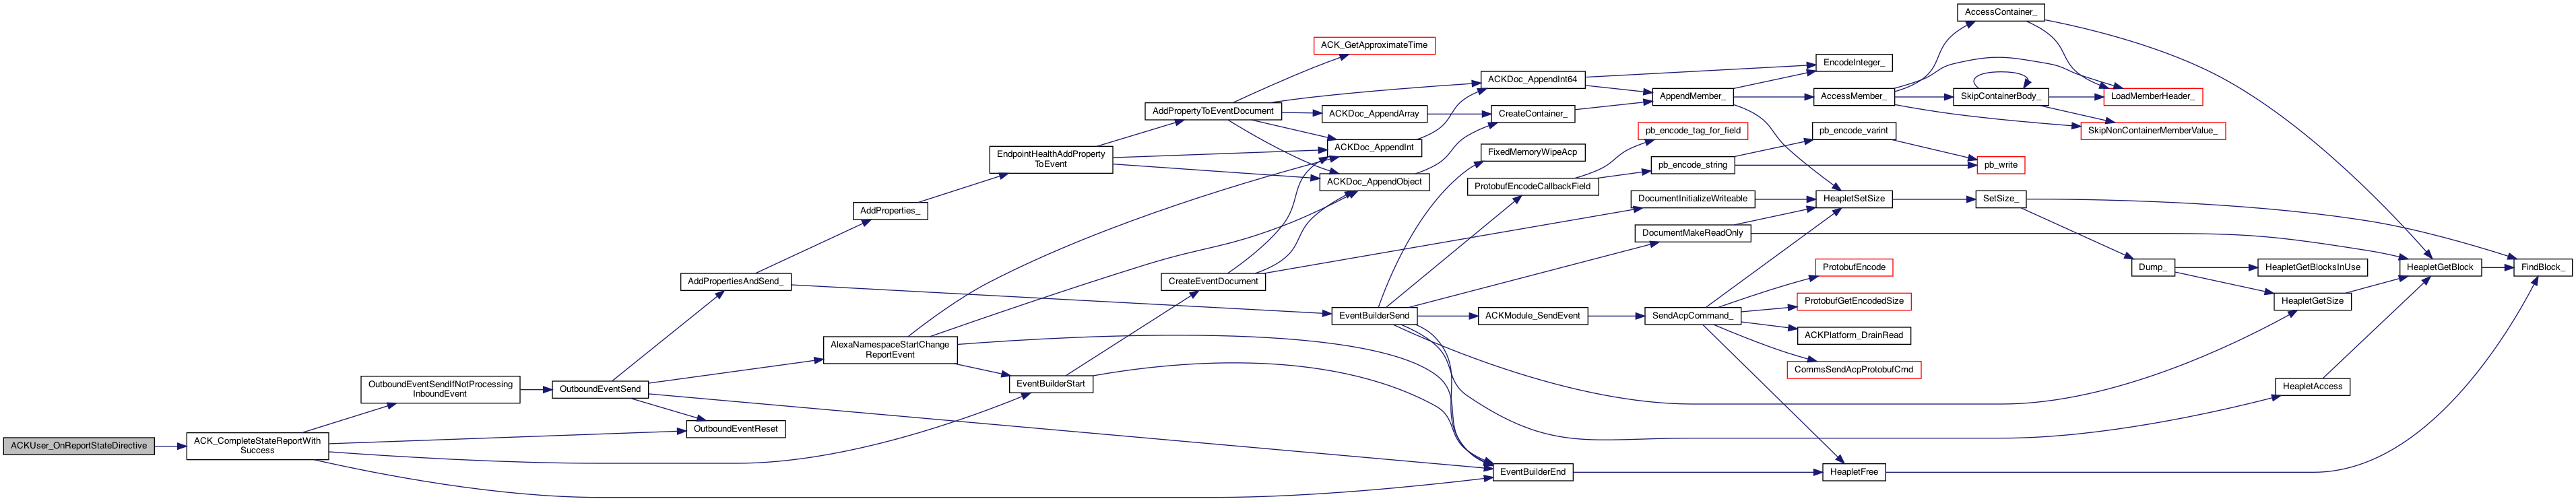 ACKUser_OnReportStateDirective
ACK_CompleteStateReportWith
Success
OutboundEventSendIfNotProcessing
InboundEvent
OutboundEventSend
AddPropertiesAndSend_
OutboundEventReset
AddProperties_
AlexaNamespaceStartChange
ReportEvent
EndpointHealthAddProperty
ToEvent
EventBuilderStart
AddPropertyToEventDocument
CreateEventDocument
ACK_GetApproximateTime
ACKDoc_AppendArray
ACKDoc_AppendInt
ACKDoc_AppendObject
EventBuilderSend
ACKDoc_AppendInt64
CreateContainer_
FixedMemoryWipeAcp
ProtobufEncodeCallbackField
ACKModule_SendEvent
EventBuilderEnd
AppendMember_
pb_encode_tag_for_field
pb_encode_string
DocumentInitializeWriteable
DocumentMakeReadOnly
SendAcpCommand_
EncodeInteger_
AccessMember_
pb_encode_varint
HeapletSetSize
ProtobufEncode
ProtobufGetEncodedSize
ACKPlatform_DrainRead
CommsSendAcpProtobufCmd
HeapletFree
AccessContainer_
SkipContainerBody_
pb_write
SetSize_
LoadMemberHeader_
SkipNonContainerMemberValue_
Dump_
HeapletGetBlocksInUse
HeapletGetSize
HeapletAccess
HeapletGetBlock
FindBlock_